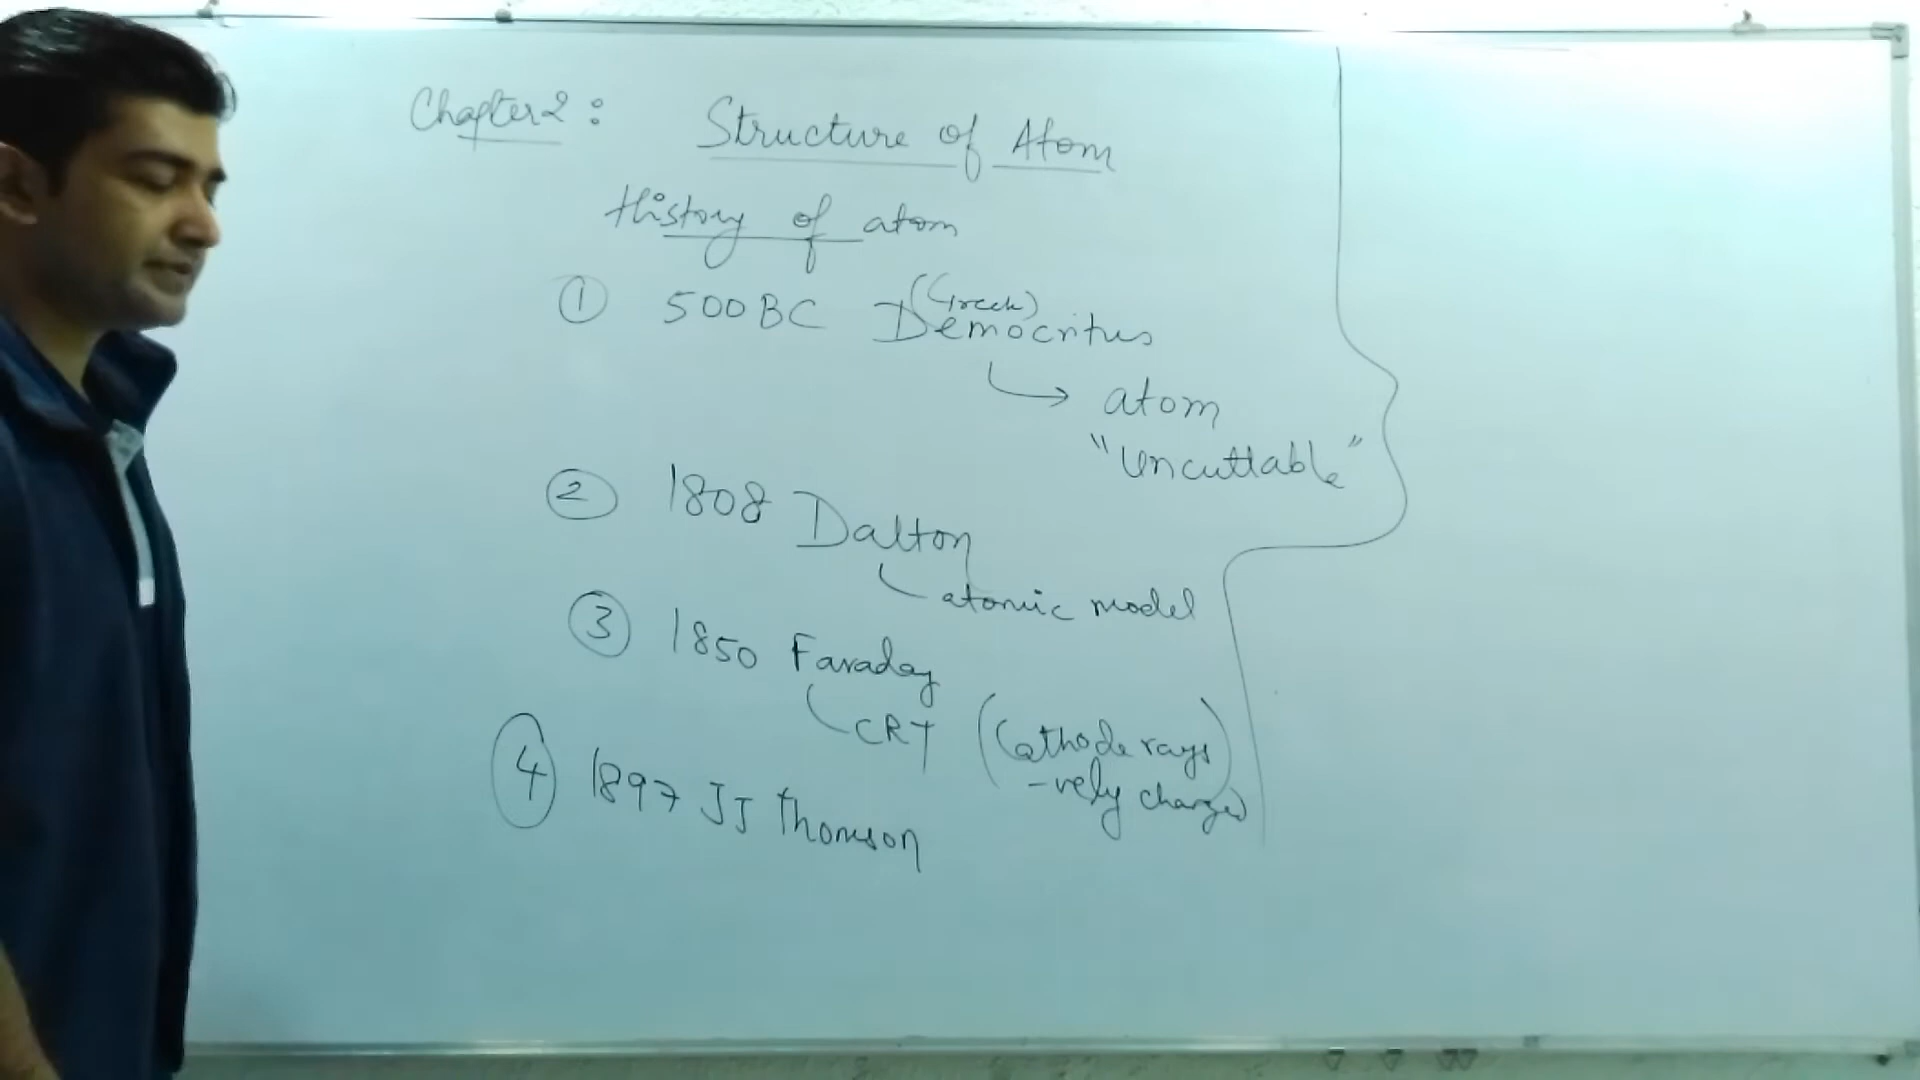 Chapter 2 : Structure of Atom
History of atom
① 500 BC Democritus
(Greek)
→ atom
"Uncuttable"
② 1808 Dalton
atomic model
③ 1850 Faraday
CRT (Cathode rays
-vely charged)
④ 1897 JJ Thomson